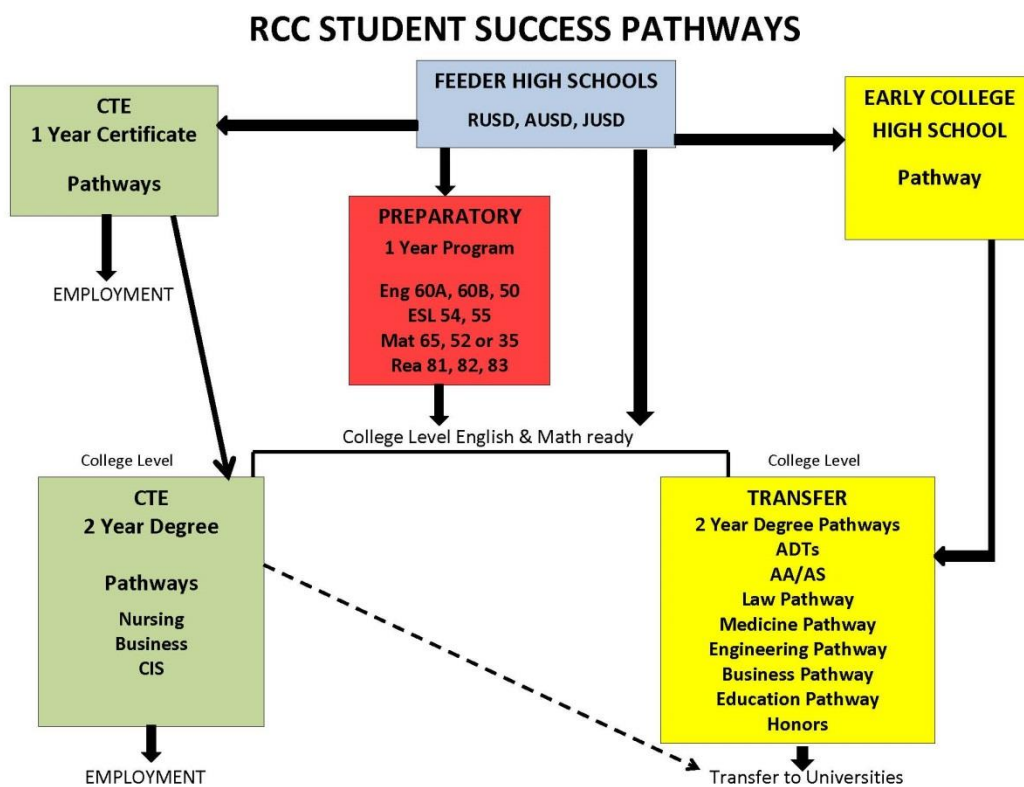 RCC STUDENT SUCCESS PATHWAYS
FEEDER HIGH SCHOOLS
RUSD, AUSD, JUSD
CTE
1 Year Certificate
Pathways
EMPLOYMENT
EARLY COLLEGE
HIGH SCHOOL
Pathway
PREPARATORY
1 Year Program
Eng 60A, 60B, 50
ESL 54, 55
Mat 65, 52 or 35
Rea 81, 82, 83
College Level English & Math ready
College Level
CTE
2 Year Degree
Pathways
Nursing
Business
CIS
EMPLOYMENT
College Level
TRANSFER
2 Year Degree Pathways
ADTs
AA/AS
Law Pathway
Medicine Pathway
Engineering Pathway
Business Pathway
Education Pathway
Honors
Transfer to Universities